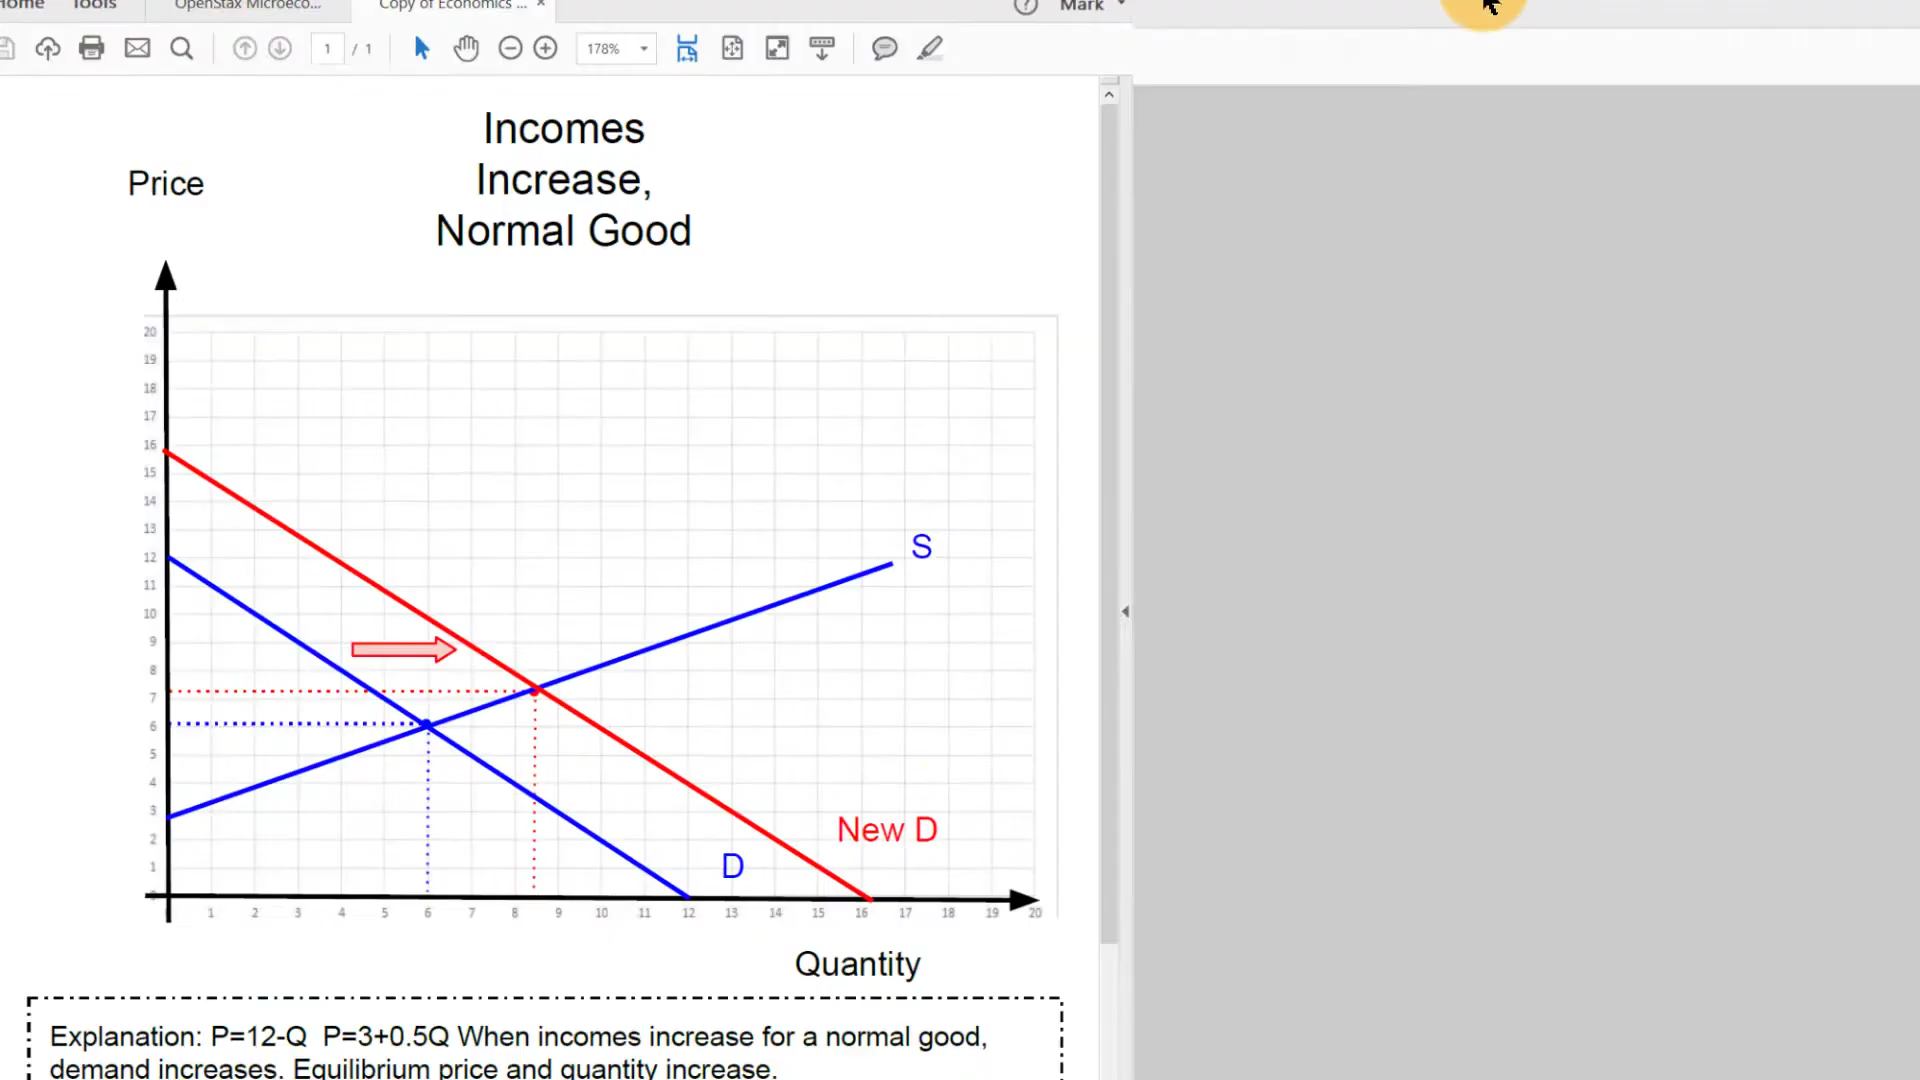 Home Tools OpenStax Microeco... Copy of Economics ... × ? Mark
1 / 1 178%
Incomes
Increase,
Normal Good
Price
20
19
18
17
16
15
14
13
12
11
10
9
8
7
6
5
4
3
2
1
S
New D
D
1 2 3 4 5 6 7 8 9 10 11 12 13 14 15 16 17 18 19 20
Quantity
Explanation: P=12-Q P=3+0.5Q When incomes increase for a normal good,
demand increases. Equilibrium price and quantity increase.